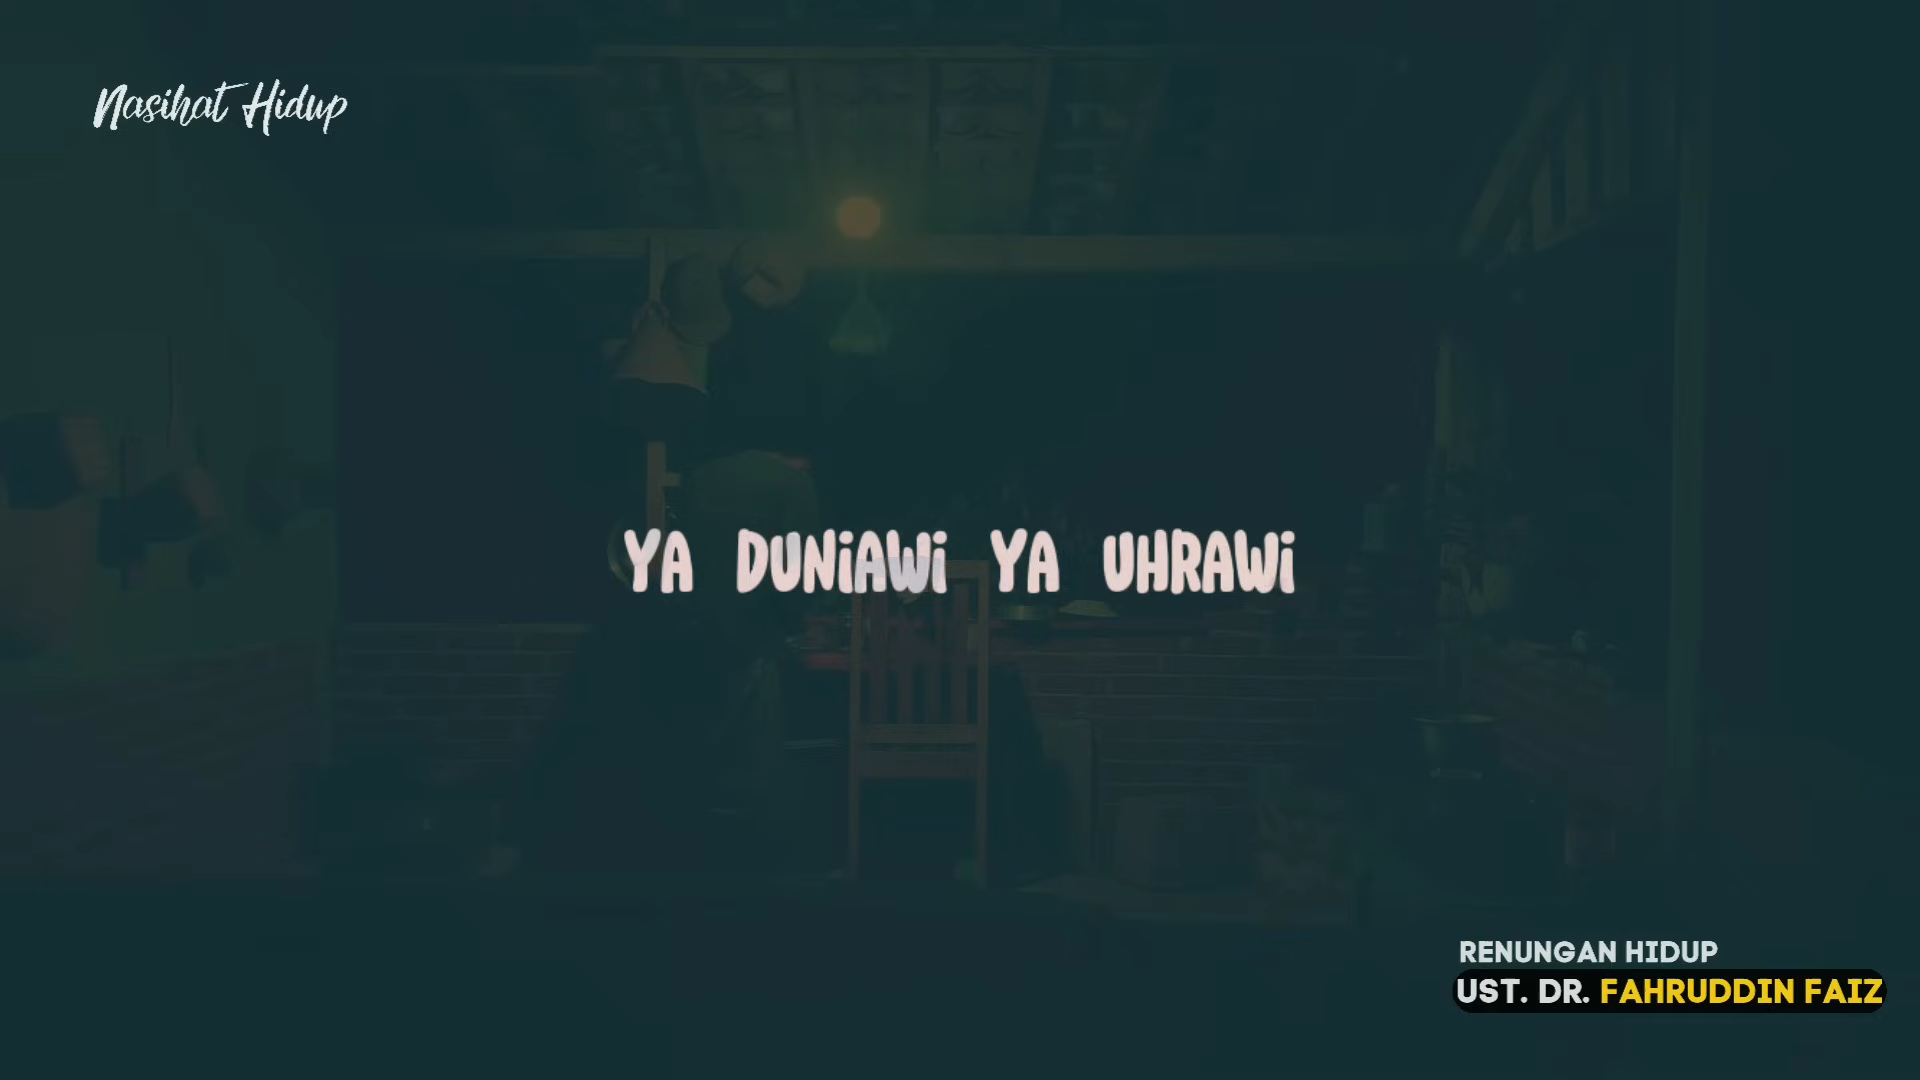 Nasihat Hidup
YA DUNiAWi YA UHRAWi
RENUNGAN HIDUP
UST. DR. FAHRUDDIN FAIZ